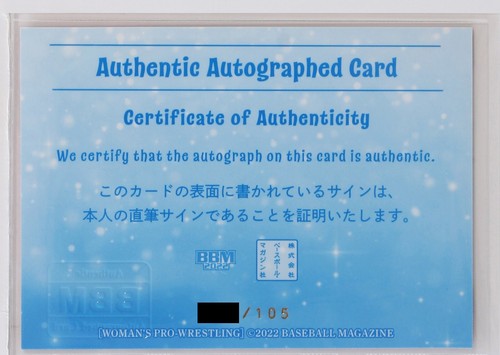 Authentic Autographed Card
Certificate of Authenticity
We certify that the autograph on this card is authentic.
このカードの表面に書かれているサインは、
本人の直筆サインであることを証明いたします。
BBM
2022
株式会社
ベースボール・
マガジン社
BBM
/105
[WOMAN'S PRO-WRESTLING] ©2022 BASEBALL MAGAZINE